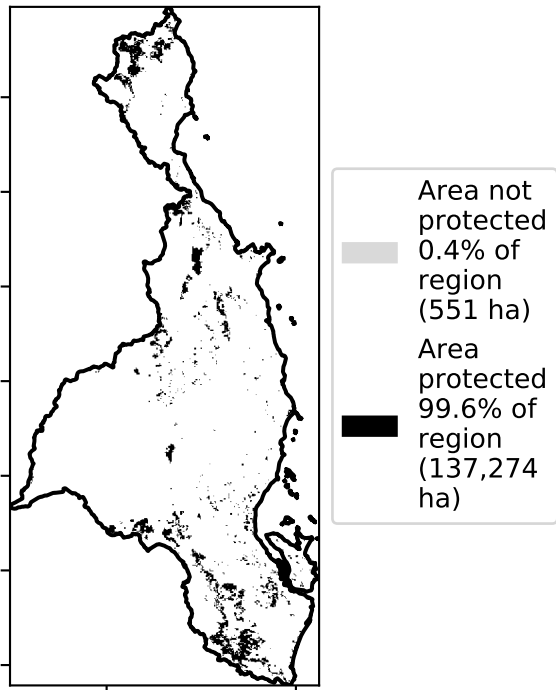 Area not
protected
0.4% of
region
(551 ha)
Area
protected
99.6% of
region
(137,274
ha)